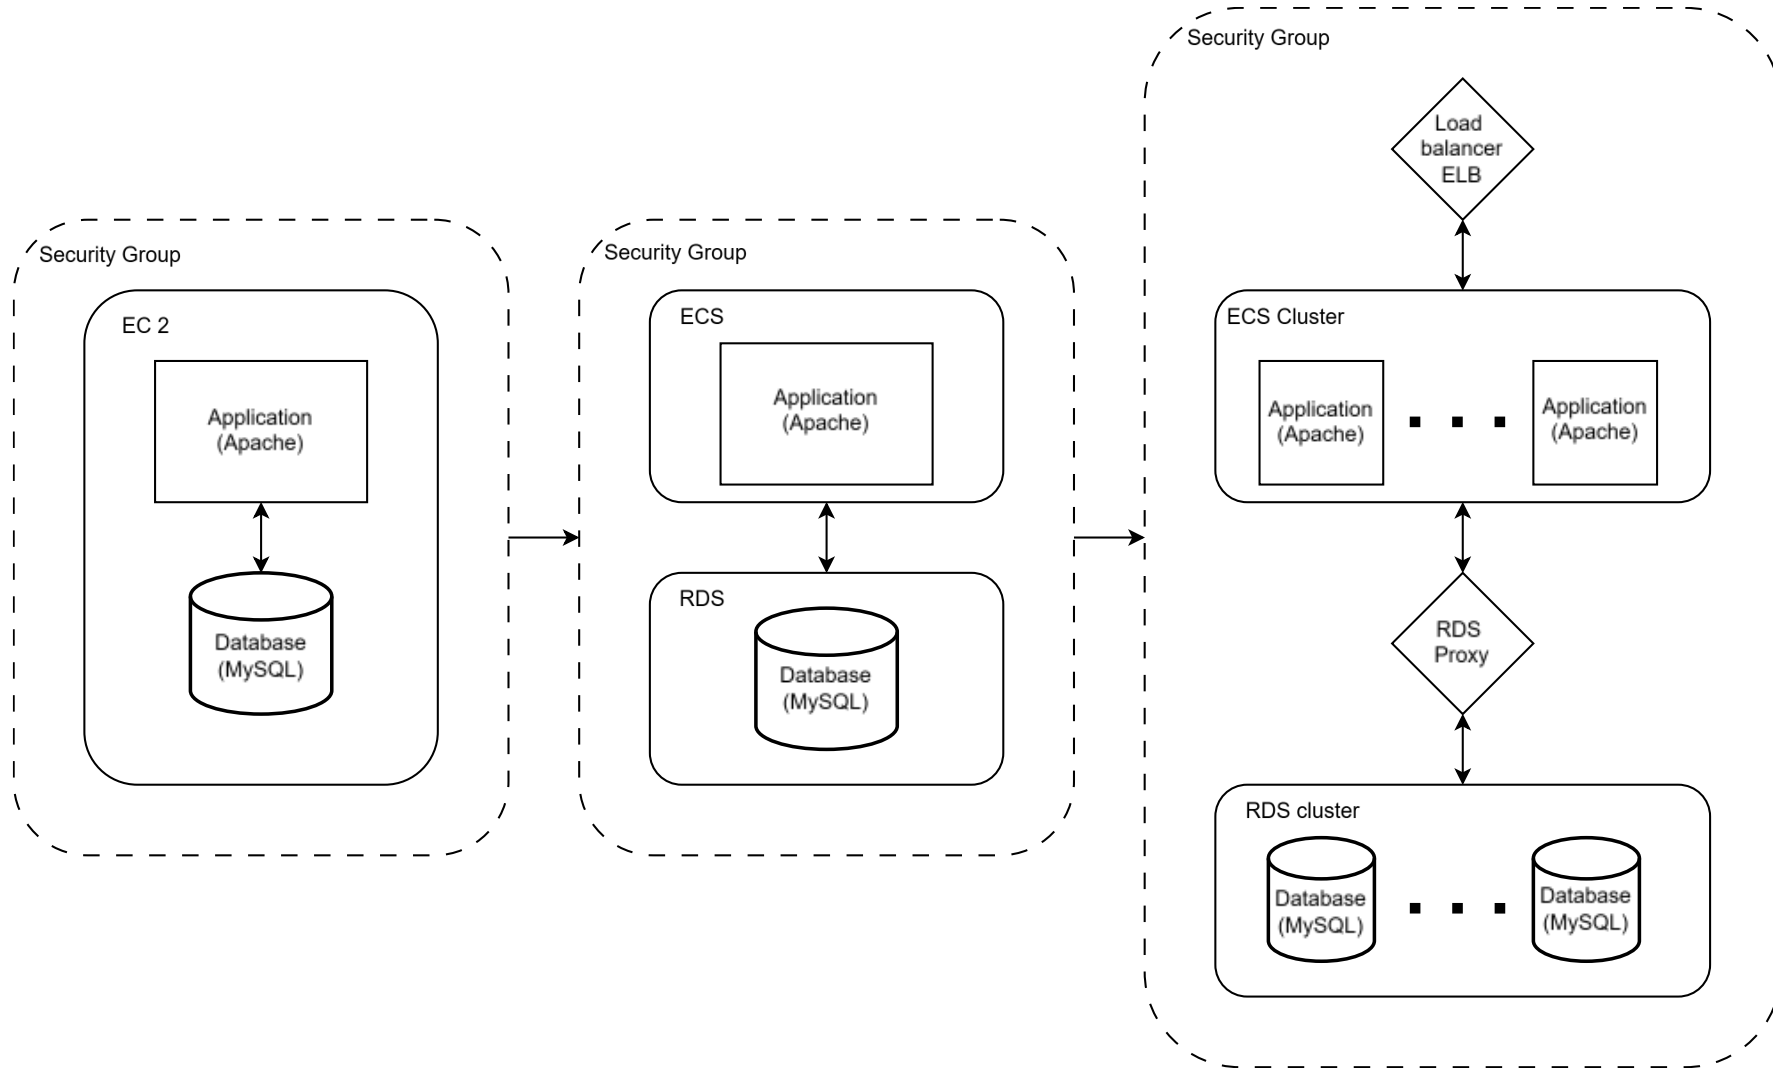 Security Group
EC 2
Application
(Apache)
Database
(MySQL)
Security Group
ECS
Application
(Apache)
RDS
Database
(MySQL)
Security Group
Load
balancer
ELB
ECS Cluster
Application
(Apache)
Application
(Apache)
RDS
Proxy
RDS cluster
Database
(MySQL)
Database
(MySQL)